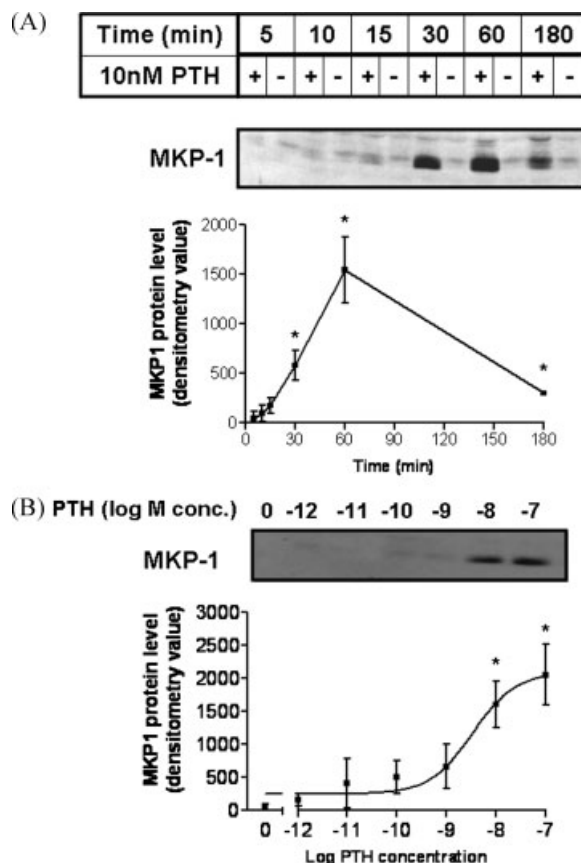 (A)
Time (min) 5 10 15 30 60 180
10nM PTH + - + - + - + - + - + -
MKP-1
MKP1 protein level
(densitometry value)
2000
1500
1000
500
0
* * *
0 30 60 90 120 150 180
Time (min)
(B) PTH (log M conc.) 0 -12 -11 -10 -9 -8 -7
MKP-1
MKP1 protein level
(densitometry value)
3000
2500
2000
1500
1000
500
0
* *
0 -12 -11 -10 -9 -8 -7
Log PTH concentration